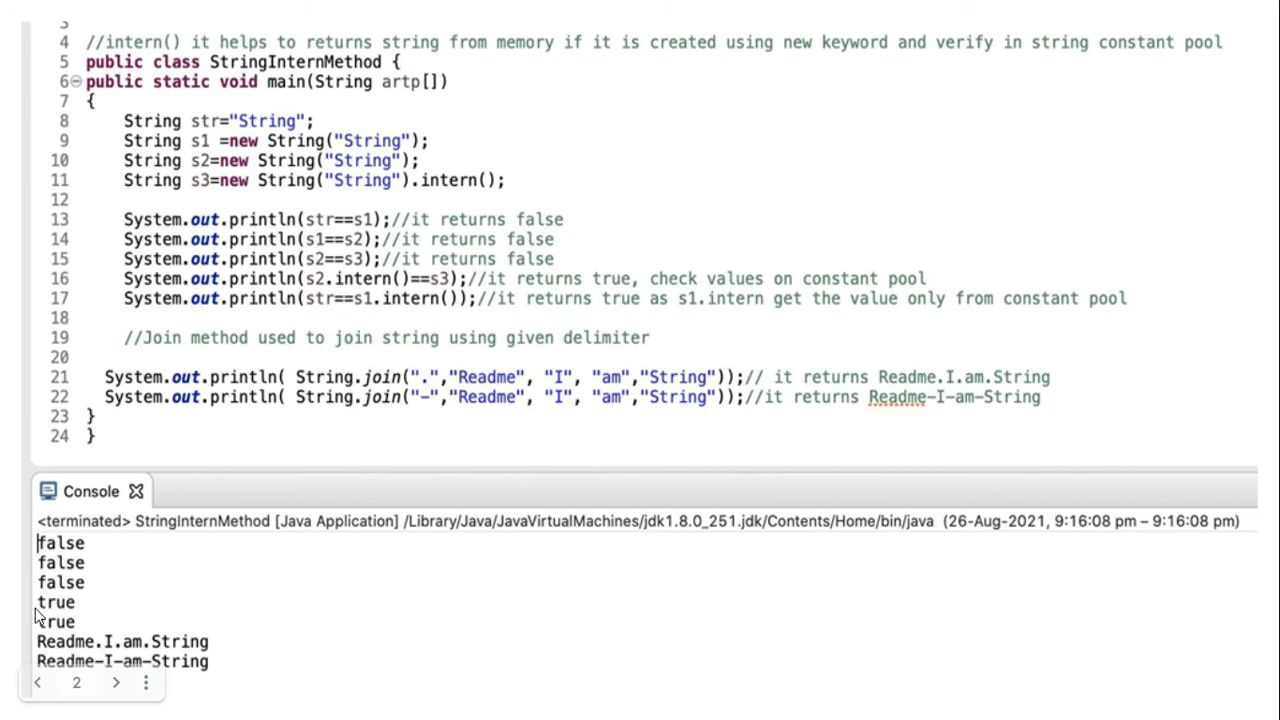 3
4 //intern() it helps to returns string from memory if it is created using new keyword and verify in string constant pool
5 public class StringInternMethod {
6 public static void main(String artp[])
7 {
8 String str="String";
9 String s1 =new String("String");
10 String s2=new String("String");
11 String s3=new String("String").intern();
12
13 System.out.println(str==s1);//it returns false
14 System.out.println(s1==s2);//it returns false
15 System.out.println(s2==s3);//it returns false
16 System.out.println(s2.intern()==s3);//it returns true, check values on constant pool
17 System.out.println(str==s1.intern());//it returns true as s1.intern get the value only from constant pool
18
19 //Join method used to join string using given delimiter
20
21 System.out.println( String.join(".","Readme", "I", "am","String"));// it returns Readme.I.am.String
22 System.out.println( String.join("-","Readme", "I", "am","String"));//it returns Readme-I-am-String
23 }
24 }
Console
<terminated> StringInternMethod [Java Application] /Library/Java/JavaVirtualMachines/jdk1.8.0_251.jdk/Contents/Home/bin/java (26-Aug-2021, 9:16:08 pm – 9:16:08 pm)
false
false
false
true
true
Readme.I.am.String
Readme-I-am-String
2